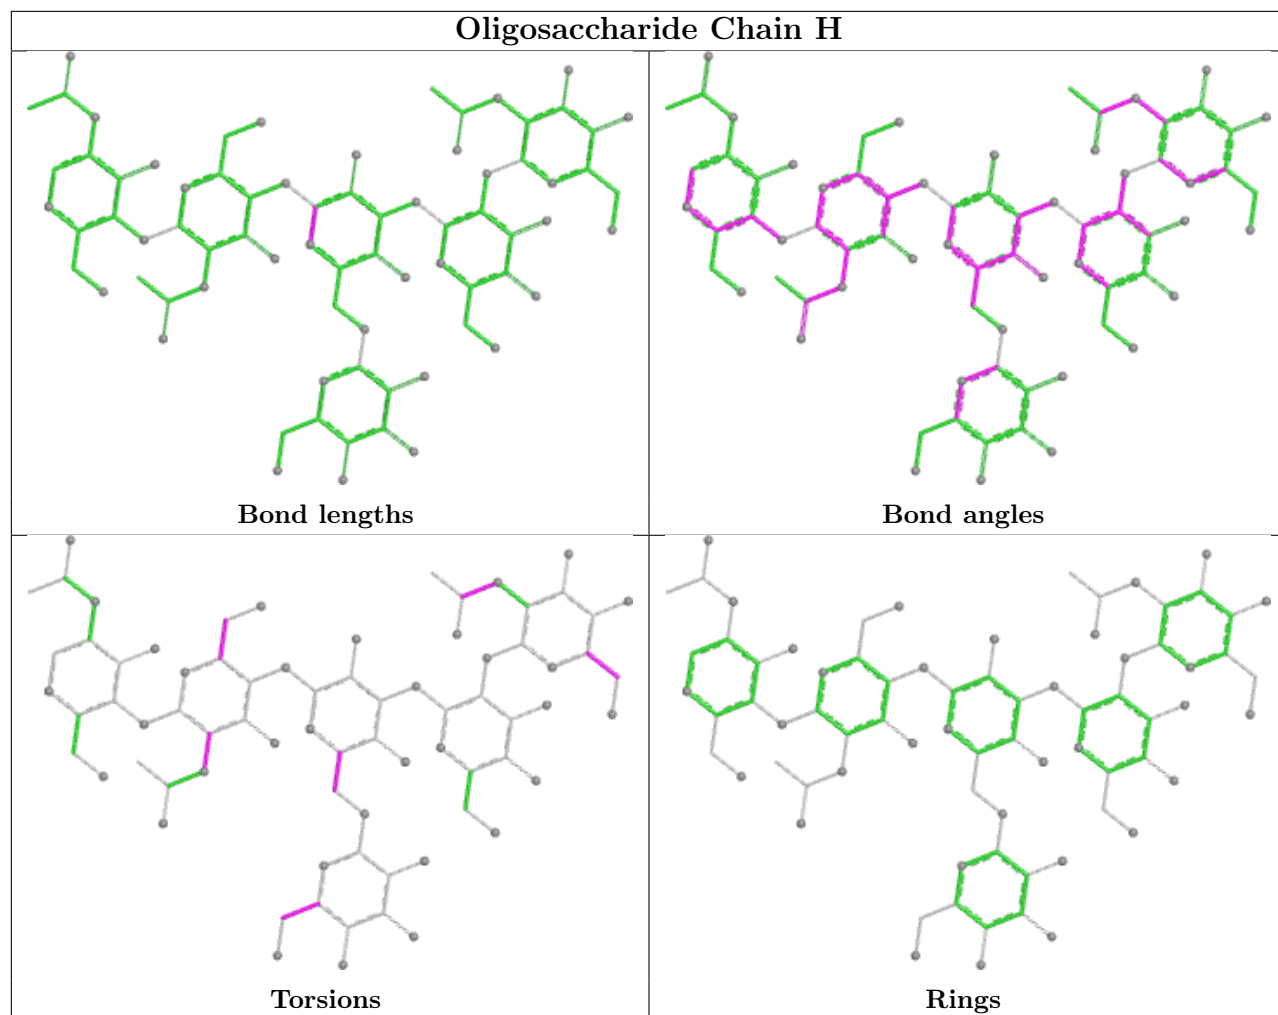 Oligosaccharide Chain H
Bond lengths
Bond angles
Torsions
Rings